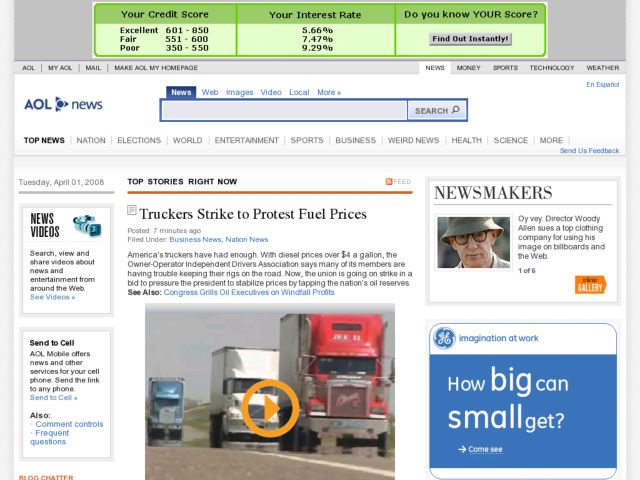 Your Credit Score Your Interest Rate Do you know YOUR Score?
Excellent 601 - 850 5.66%
Fair 551 - 600 7.47%
Poor 350 - 550 9.29%
Find Out Instantly!
AOL MY AOL MAIL MAKE AOL MY HOMEPAGE NEWS MONEY SPORTS TECHNOLOGY WEATHER
En Español
AOL news
News Web Images Video Local More »
SEARCH
TOP NEWS NATION ELECTIONS WORLD ENTERTAINMENT SPORTS BUSINESS WEIRD NEWS HEALTH SCIENCE MORE
Send Us Feedback
Tuesday, April 01, 2008
NEWS
VIDEOS
Search, view and
share videos about
news and
entertainment from
around the Web.
See Videos »
Send to Cell
AOL Mobile offers
news and other
services for your cell
phone. Send the link
to any phone.
Send to Cell »
Also:
· Comment controls
· Frequent
questions
BLOG CHATTER
TOP STORIES RIGHT NOW
FEED
Truckers Strike to Protest Fuel Prices
Posted: 7 minutes ago
Filed Under: Business News, Nation News
America's truckers have had enough. With diesel prices over $4 a gallon, the
Owner-Operator Independent Drivers Association says many of its members are
having trouble keeping their rigs on the road. Now, the union is going on strike in a
bid to pressure the president to stabilize prices by tapping the nation's oil reserves.
See Also: Congress Grills Oil Executives on Windfall Profits
NEWSMAKERS
Oy vey. Director Woody
Allen sues a top clothing
company for using his
image on billboards and
the Web.
1 of 6
view
GALLERY
imagination at work
How big can
small get?
Come see